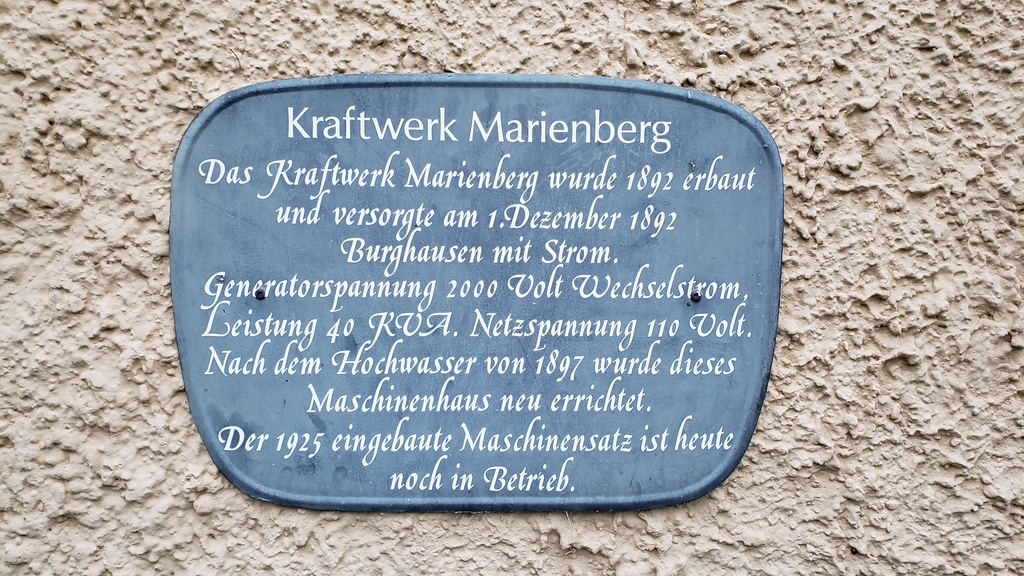 Kraftwerk Marienberg
Das Kraftwerk Marienberg wurde 1892 erbaut
und versorgte am 1.Dezember 1892
Burghausen mit Strom.
Generatorspannung 2000 Volt Wechselstrom,
Leistung 40 KVA. Netzspannung 110 Volt.
Nach dem Hochwasser von 1897 wurde dieses
Maschinenhaus neu errichtet.
Der 1925 eingebaute Maschinensatz ist heute
noch in Betrieb.